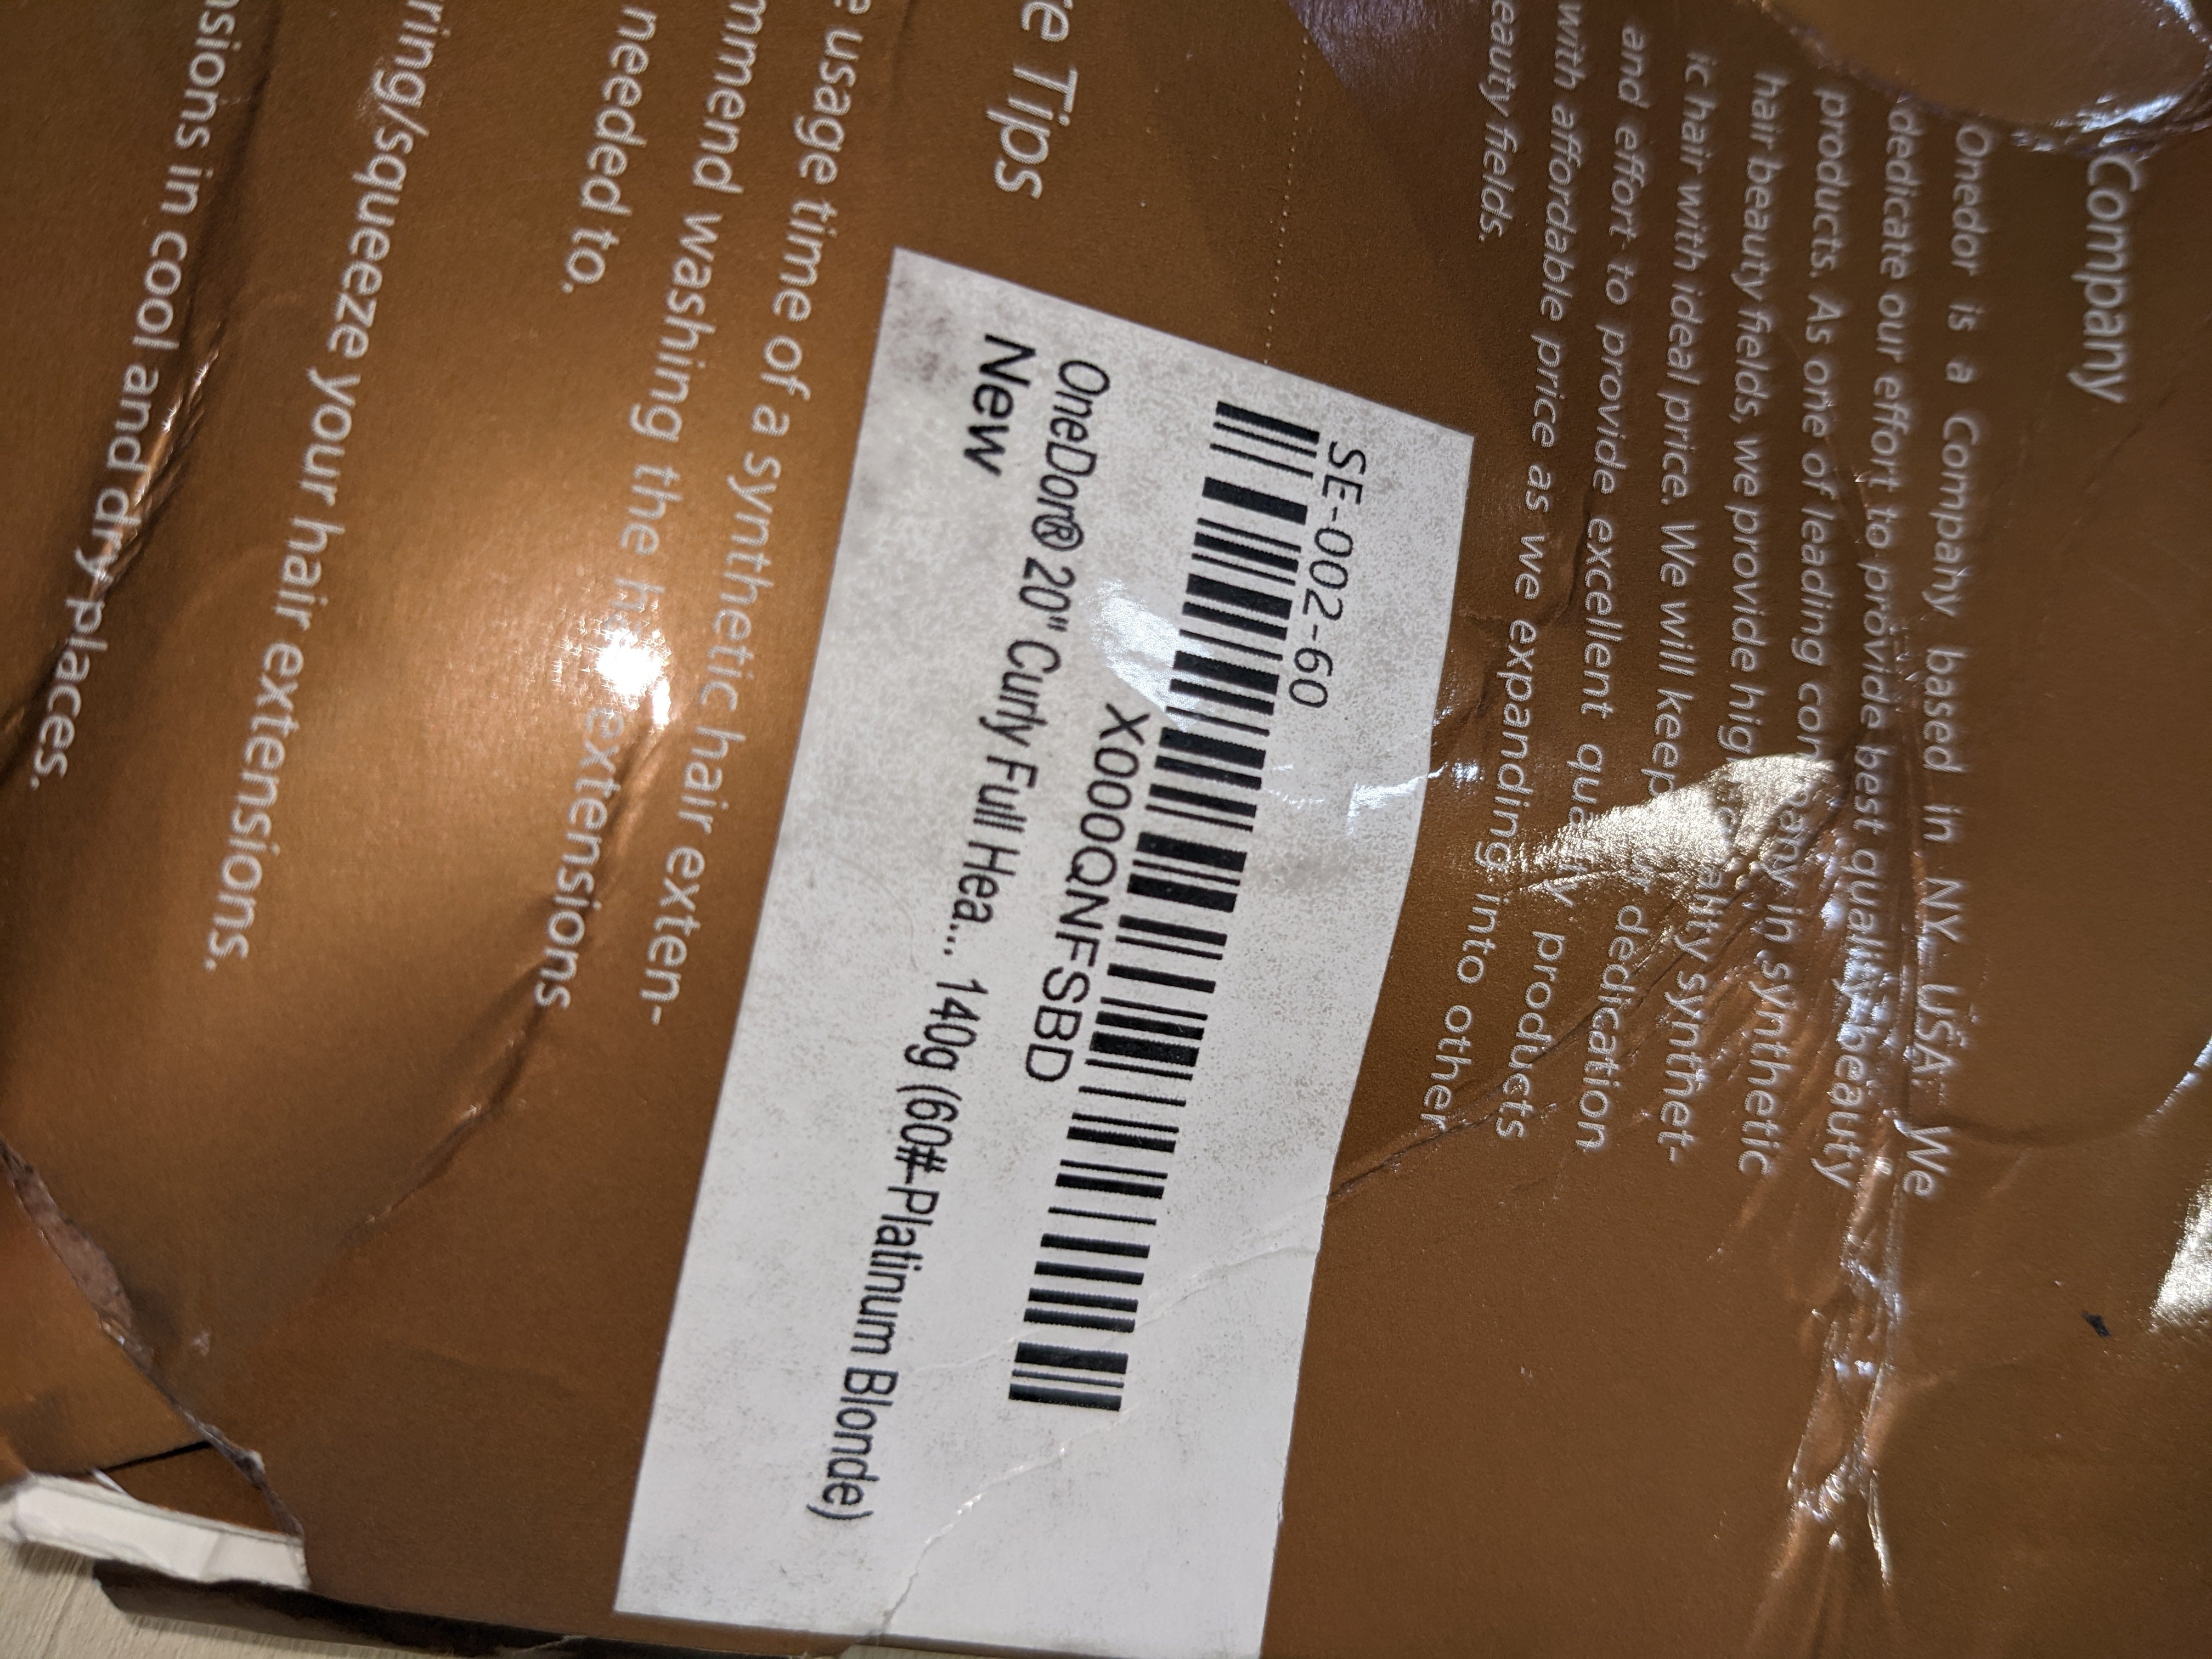 Company
Onedor is a Company based in NY, USA. We
dedicate our effort to provide best quality beauty
products. As one of leading company in synthetic
hair beauty fields, we provide high quality synthet-
ic hair with ideal price. We will keep our dedication
and effort to provide excellent quality products
with affordable price as we expanding into other
eauty fields.
SE-002-60
X000QNFSBD
OneDor® 20" Curly Full Hea... 140g (60#-Platinum Blonde)
New
re Tips
e usage time of a synthetic hair exten-
mmend washing the hair extensions
needed to.
ring/squeeze your hair extensions.
nsions in cool and dry places.